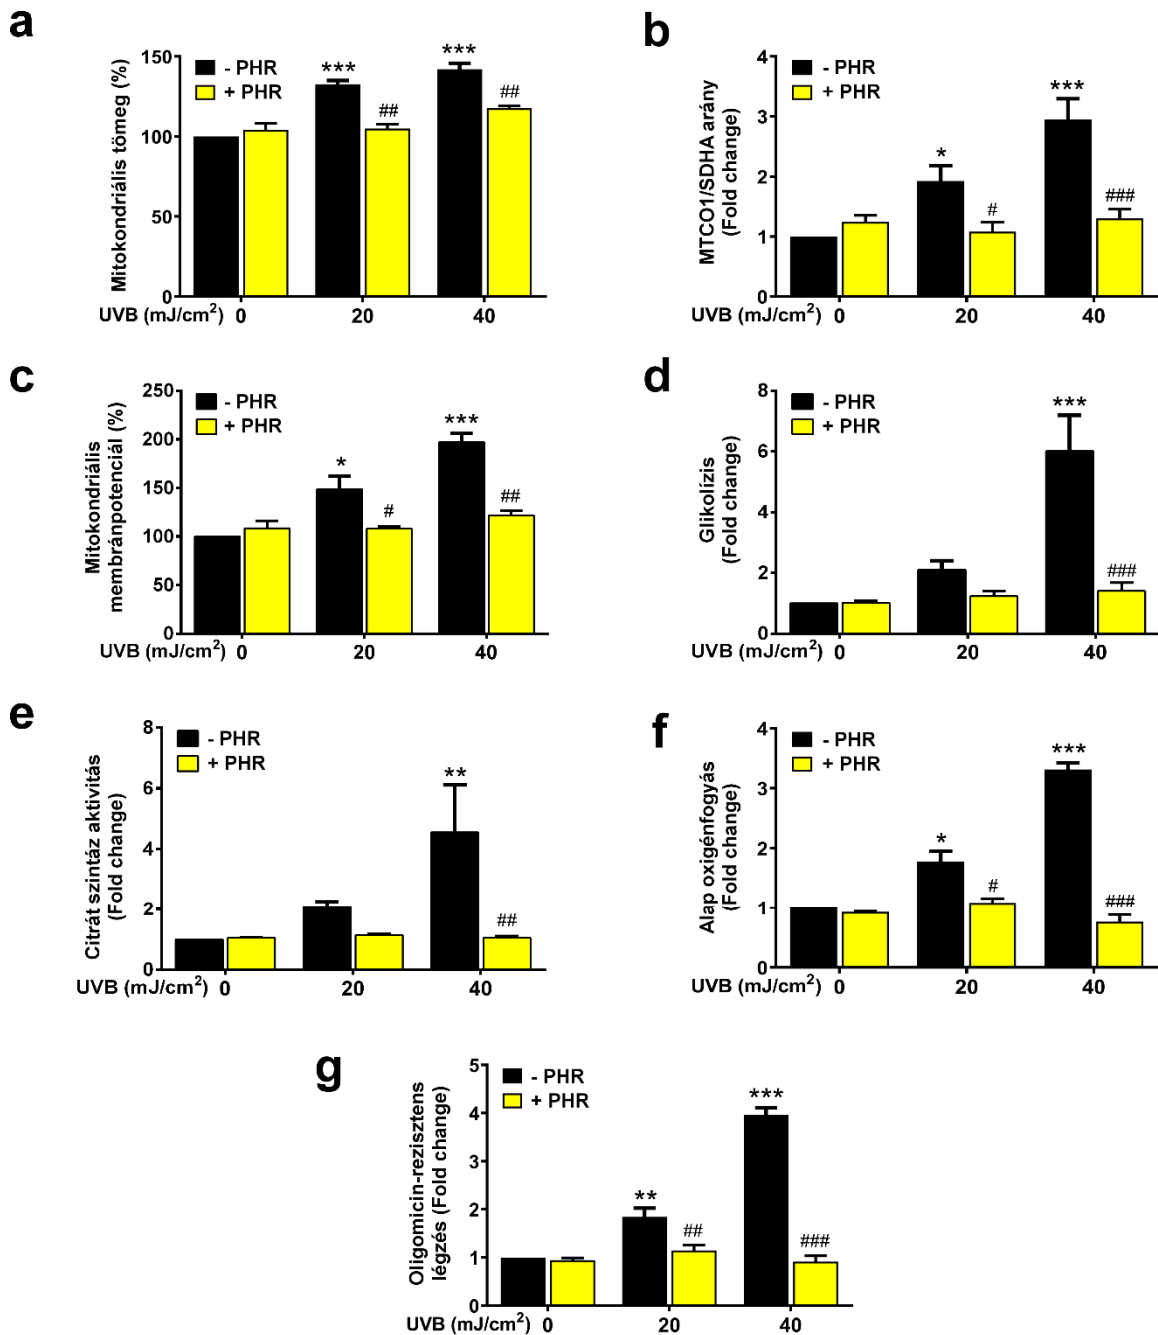 a
Mitokondriális tömeg (%)
150
100
50
0
- PHR
+ PHR
***
##
***
##
UVB (mJ/cm²) 0 20 40
b
MTCO1/SDHA arány
(Fold change)
4
3
2
1
0
- PHR
+ PHR
*
#
***
###
UVB (mJ/cm²) 0 20 40
c
Mitokondriális
membránpotenciál (%)
250
200
150
100
50
0
- PHR
+ PHR
*
#
***
##
UVB (mJ/cm²) 0 20 40
d
Glikolízis
(Fold change)
8
6
4
2
0
- PHR
+ PHR
***
###
UVB (mJ/cm²) 0 20 40
e
Citrát szintáz aktivitás
(Fold change)
8
6
4
2
0
- PHR
+ PHR
**
##
UVB (mJ/cm²) 0 20 40
f
Alap oxigénfogyás
(Fold change)
4
3
2
1
0
- PHR
+ PHR
*
#
***
###
UVB (mJ/cm²) 0 20 40
g
Oligomicin-rezisztens
légzés (Fold change)
5
4
3
2
1
0
- PHR
+ PHR
**
##
***
###
UVB (mJ/cm²) 0 20 40